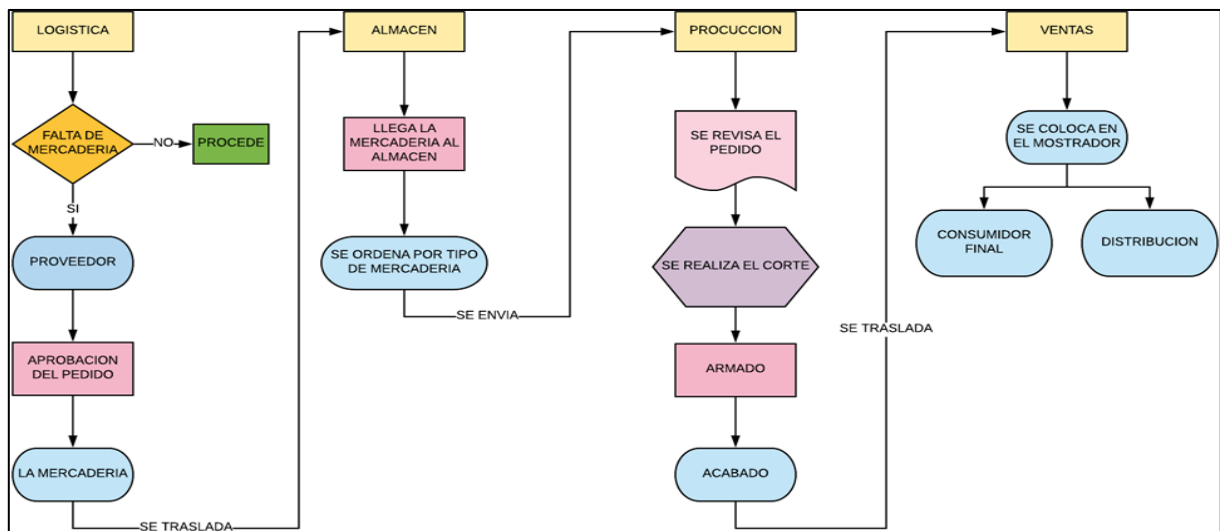 LOGISTICA
FALTA DE
MERCADERIA
NO
PROCEDE
SI
PROVEEDOR
APROBACION
DEL PEDIDO
LA MERCADERIA
SE TRASLADA
ALMACEN
LLEGA LA
MERCADERIA AL
ALMACEN
SE ORDENA POR TIPO
DE MERCADERIA
SE ENVIA
PROCUCCION
SE REVISA EL
PEDIDO
SE REALIZA EL CORTE
ARMADO
ACABADO
SE TRASLADA
VENTAS
SE COLOCA EN
EL MOSTRADOR
CONSUMIDOR
FINAL
DISTRIBUCION